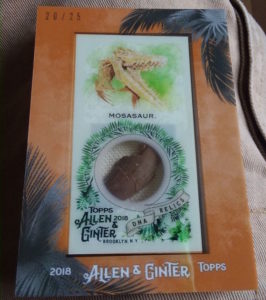 20/25
MOSASAUR.
TOPPS
2018
ALLEN & GINTER
BROOKLYN, N.Y.
DNA RELICS
2018 ALLEN & GINTER TOPPS